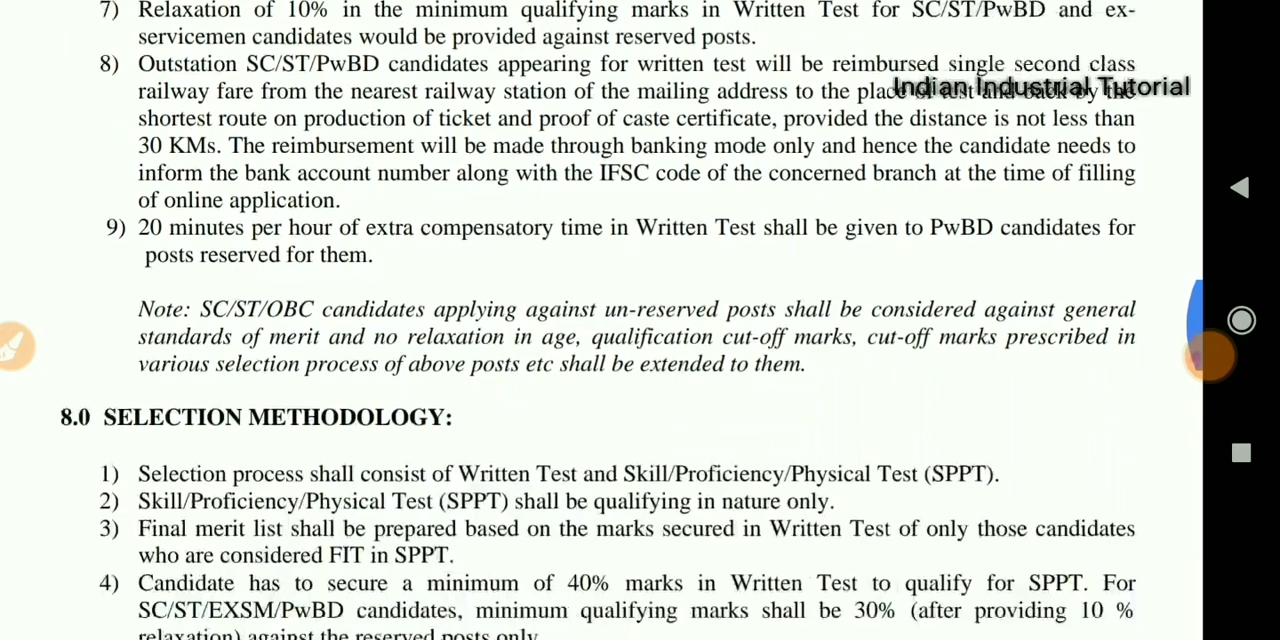 7) Relaxation of 10% in the minimum qualifying marks in Written Test for SC/ST/PwBD and ex-
servicemen candidates would be provided against reserved posts.
8) Outstation SC/ST/PwBD candidates appearing for written test will be reimbursed single second class
railway fare from the nearest railway station of the mailing address to the place of test and back by the
Indian Industrial Tutorial
shortest route on production of ticket and proof of caste certificate, provided the distance is not less than
30 KMs. The reimbursement will be made through banking mode only and hence the candidate needs to
inform the bank account number along with the IFSC code of the concerned branch at the time of filling
of online application.
9) 20 minutes per hour of extra compensatory time in Written Test shall be given to PwBD candidates for
posts reserved for them.
Note: SC/ST/OBC candidates applying against un-reserved posts shall be considered against general
standards of merit and no relaxation in age, qualification cut-off marks, cut-off marks prescribed in
various selection process of above posts etc shall be extended to them.
8.0 SELECTION METHODOLOGY:
1) Selection process shall consist of Written Test and Skill/Proficiency/Physical Test (SPPT).
2) Skill/Proficiency/Physical Test (SPPT) shall be qualifying in nature only.
3) Final merit list shall be prepared based on the marks secured in Written Test of only those candidates
who are considered FIT in SPPT.
4) Candidate has to secure a minimum of 40% marks in Written Test to qualify for SPPT. For
SC/ST/EXSM/PwBD candidates, minimum qualifying marks shall be 30% (after providing 10 %
relaxation) against the reserved posts only